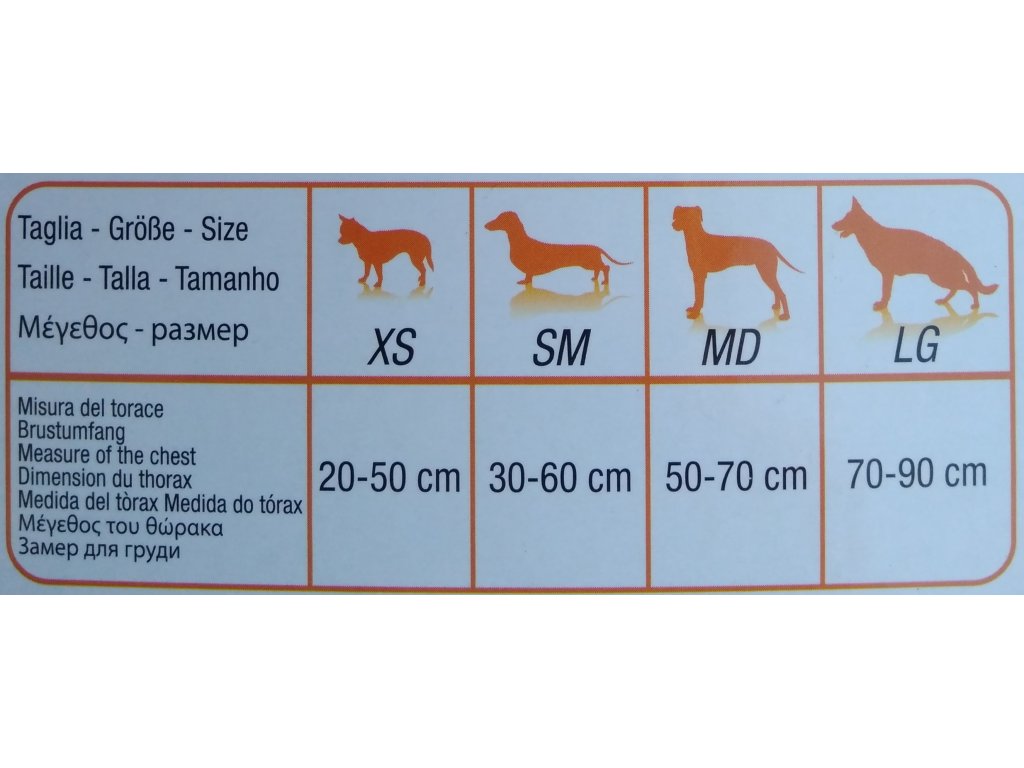 Taglia - Größe - Size
Taille - Talla - Tamanho
Μέγεθος - размер
XS
SM
MD
LG
Misura del torace
Brustumfang
Measure of the chest
Dimension du thorax
Medida del tòrax Medida do tórax
Μέγεθος του θώρακα
Замер для груди
20-50 cm
30-60 cm
50-70 cm
70-90 cm